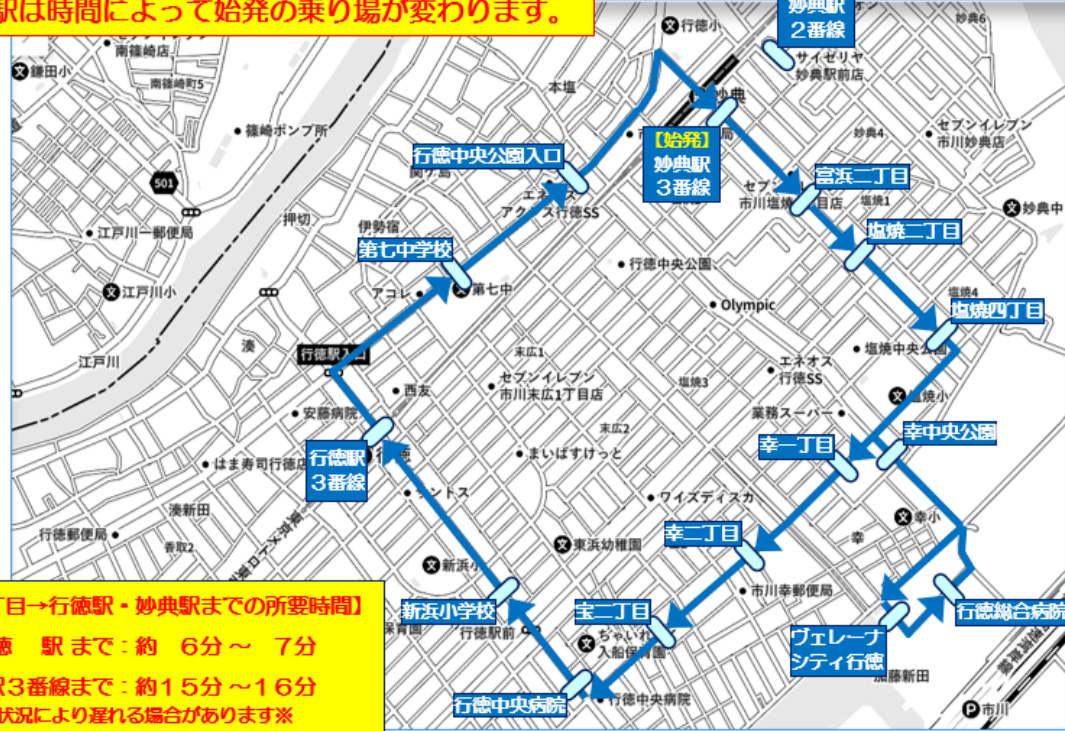 駅は時間によって始発の乗り場が変わります。
妙典駅
２番線
行徳小
妙典6
南篠崎店
鎌田小
南篠崎町5
サイゼリヤ
妙典駅前店
本塩
妙典
篠崎ポンプ所
【始発】
妙典駅
３番線
妙典4
セブンイレブン
市川妙典店
行徳中央公園入口
関ケ島
501
富浜二丁目
塩焼1
押切
伊勢宿
アクシス行徳SS
妙典中
江戸川一郵便局
第七中学校
塩焼二丁目
行徳中央公園
江戸川小
アコレ
第七中
Olympic
塩焼4
塩焼四丁目
江戸川
湊
行徳駅入口
末広1
塩焼中央公園
エネオス
行徳SS
西友
セブンイレブン
市川末広1丁目店
塩焼3
塩焼小
安藤病院
業務スーパー
末広2
幸一丁目
幸中央公園
行徳駅
３番線
はま寿司行徳店
まいばすけっと
湊新田
ワイズディスカ
行徳郵便局
香取2
幸二丁目
幸小
幸
東浜幼稚園
新浜小
市川幸郵便局
丁目→行徳駅・妙典駅までの所要時間】
徳　駅 まで：約　６分～　７分
駅３番線まで：約１５分～１６分
状況により遅れる場合があります※
新浜小学校
保育園
行徳駅前
宝二丁目
入船保育園
行徳総合病院
ヴェレーナ
シティ行徳
加藤新田
行徳中央病院
行徳中央病院
市川